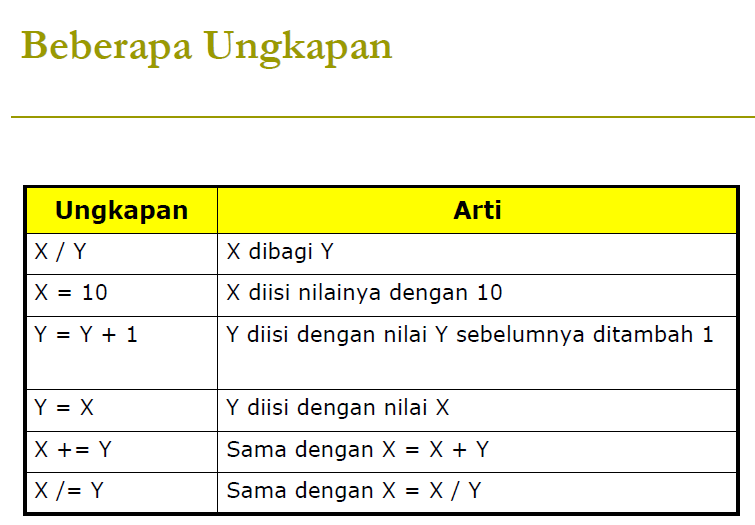 Beberapa Ungkapan
Ungkapan Arti
X / Y X dibagi Y
X = 10 X diisi nilainya dengan 10
Y = Y + 1 Y diisi dengan nilai Y sebelumnya ditambah 1
Y = X Y diisi dengan nilai X
X += Y Sama dengan X = X + Y
X /= Y Sama dengan X = X / Y